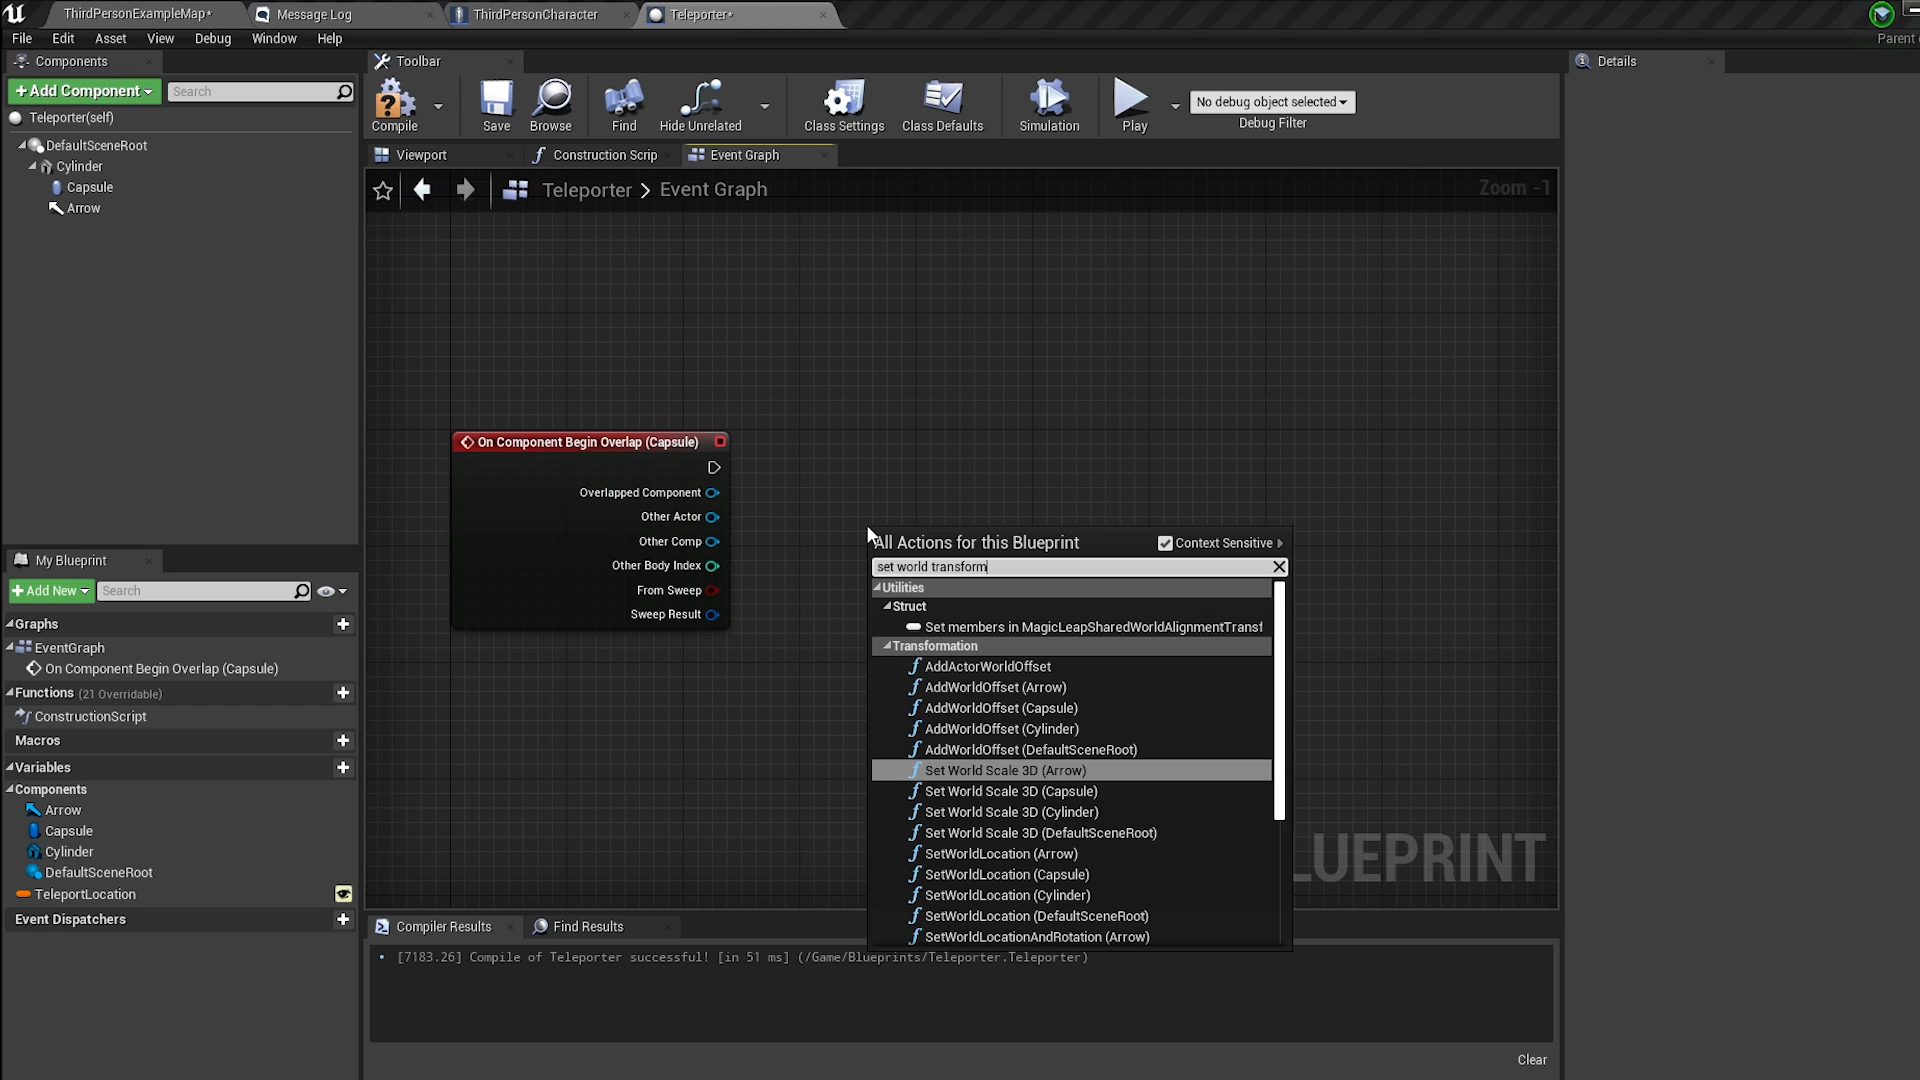 ThirdPersonExampleMap*
Message Log
ThirdPersonCharacter
Teleporter*
File Edit Asset View Debug Window Help
Parent
Components
Toolbar
Details
+Add Component
Search
Compile
Save
Browse
Find
Hide Unrelated
Class Settings
Class Defaults
Simulation
Play
No debug object selected
Debug Filter
Teleporter(self)
DefaultSceneRoot
Cylinder
Capsule
Arrow
Viewport
Construction Scrip
Event Graph
Teleporter > Event Graph
Zoom -1
On Component Begin Overlap (Capsule)
Overlapped Component
Other Actor
Other Comp
Other Body Index
From Sweep
Sweep Result
All Actions for this Blueprint
Context Sensitive
set world transform
Utilities
Struct
Set members in MagicLeapSharedWorldAlignmentTransf
Transformation
AddActorWorldOffset
AddWorldOffset (Arrow)
AddWorldOffset (Capsule)
AddWorldOffset (Cylinder)
AddWorldOffset (DefaultSceneRoot)
Set World Scale 3D (Arrow)
Set World Scale 3D (Capsule)
Set World Scale 3D (Cylinder)
Set World Scale 3D (DefaultSceneRoot)
SetWorldLocation (Arrow)
SetWorldLocation (Capsule)
SetWorldLocation (Cylinder)
SetWorldLocation (DefaultSceneRoot)
SetWorldLocationAndRotation (Arrow)
LUEPRINT
My Blueprint
+Add New
Search
Graphs
EventGraph
On Component Begin Overlap (Capsule)
Functions (21 Overridable)
ConstructionScript
Macros
Variables
Components
Arrow
Capsule
Cylinder
DefaultSceneRoot
TeleportLocation
Event Dispatchers
Compiler Results
Find Results
• [7183.26] Compile of Teleporter successful! [in 51 ms] (/Game/Blueprints/Teleporter.Teleporter)
Clear